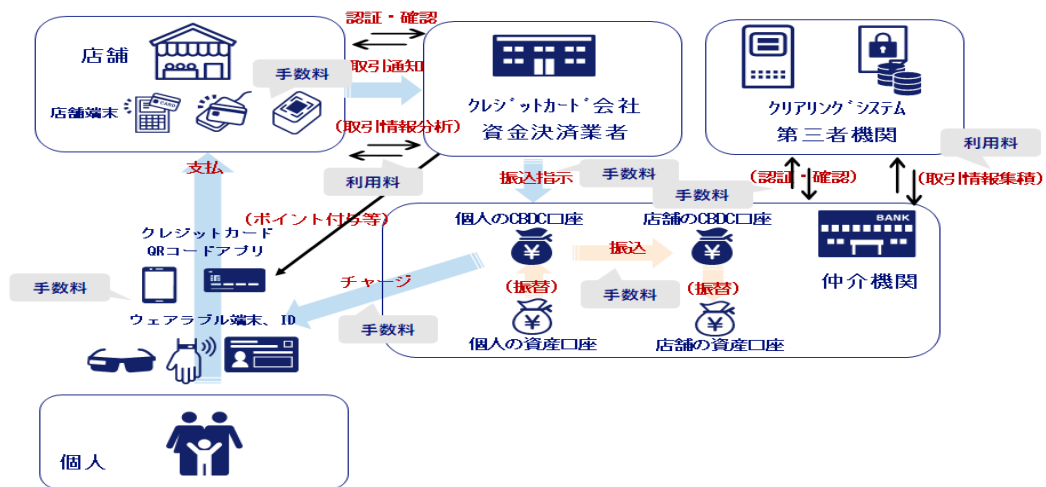 認証・確認
店舗
取引通知
手数料
店舗端末
CARD
(取引情報分析)
クレジットカード会社
資金決済業者
クリアリングシステム
第三者機関
利用料
支払
利用料
振込指示
手数料
手数料
(認証・確認)
(取引情報集積)
(ポイント付与等)
クレジットカード
QRコードアプリ
個人のCBDC口座
店舗のCBDC口座
BANK
¥
振込
¥
仲介機関
手数料
チャージ
(振替)
手数料
(振替)
手数料
¥
¥
ウェアラブル端末、ID
個人の資産口座
店舗の資産口座
個人